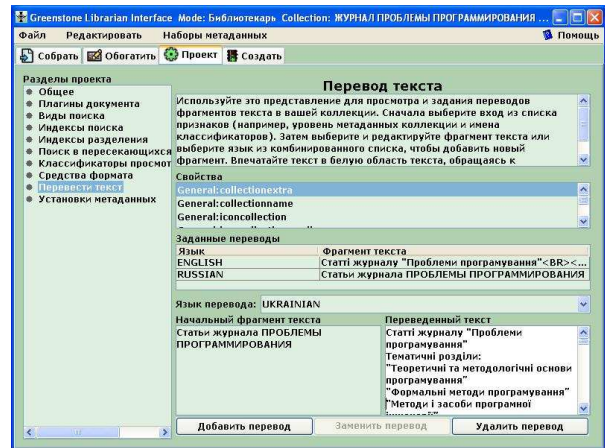 Greenstone Librarian Interface Mode: Библиотекарь Collection: ЖУРНАЛ ПРОБЛЕМЫ ПРОГРАММИРОВАНИЯ ...
Файл Редактировать Наборы метаданных Помощь
Собрать Обогатить Проект Создать
Разделы проекта
Общее
Плагины документа
Виды поиска
Индексы поиска
Индексы разделения
Поиск в пересекающихся
Классификаторы просмот
Средства формата
Перевести текст
Установки метаданных
Перевод текста
Используйте это представление для просмотра и задания переводов
фрагментов текста в вашей коллекции. Сначала выберите вход из списка
признаков (например, уровень метаданных коллекции и имена
классификаторов). Затем выберите и редактируйте фрагмент текста или
выберите язык из комбинированного списка, чтобы добавить новый
фрагмент. Впечатайте текст в белую область текста, обращаясь к
Свойства
General:collectionextra
General:collectionname
General:iconcollection
Заданные переводы
Язык Фрагмент текста
ENGLISH Статті журналу "Проблеми програмування"<BR><...
RUSSIAN Статьи журнала ПРОБЛЕМЫ ПРОГРАММИРОВАНИЯ
Язык перевода: UKRAINIAN
Начальный фрагмент текста
Статьи журнала ПРОБЛЕМЫ
ПРОГРАММИРОВАНИЯ
Переведенный текст
Статті журналу "Проблеми
програмування"
Тематичні розділи:
"Теоретичні та методологічні основи
програмування"
"Формальні методи програмування"
"Методи і засоби програмної
Добавить перевод Заменить перевод Удалить перевод